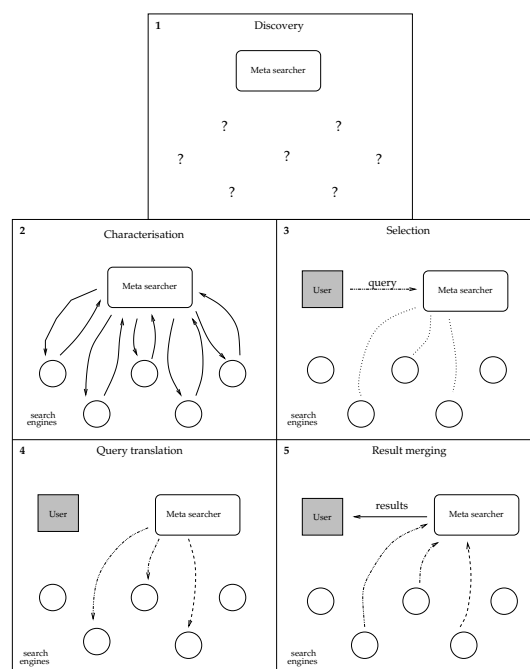 1
Discovery
Meta searcher
? ?
? ? ?
? ?
2
Characterisation
Meta searcher
search
engines
3
Selection
User
query
Meta searcher
search
engines
4
Query translation
User
Meta searcher
search
engines
5
Result merging
User
results
Meta searcher
search
engines